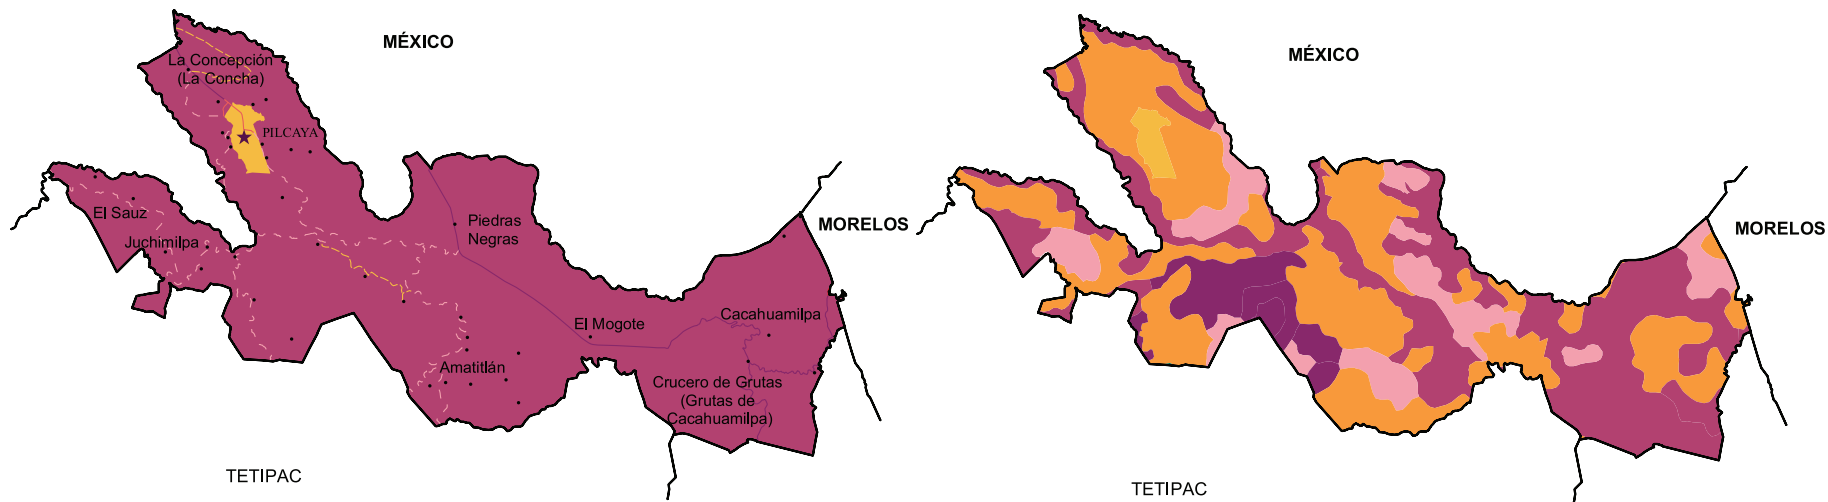 MÉXICO
La Concepción
(La Concha)
PILCAYA
El Sauz
Juchimilpa
Piedras
Negras
MORELOS
El Mogote
Cacahuamilpa
Amatitlán
Crucero de Grutas
(Grutas de
Cacahuamilpa)
TETIPAC
MÉXICO
MORELOS
TETIPAC